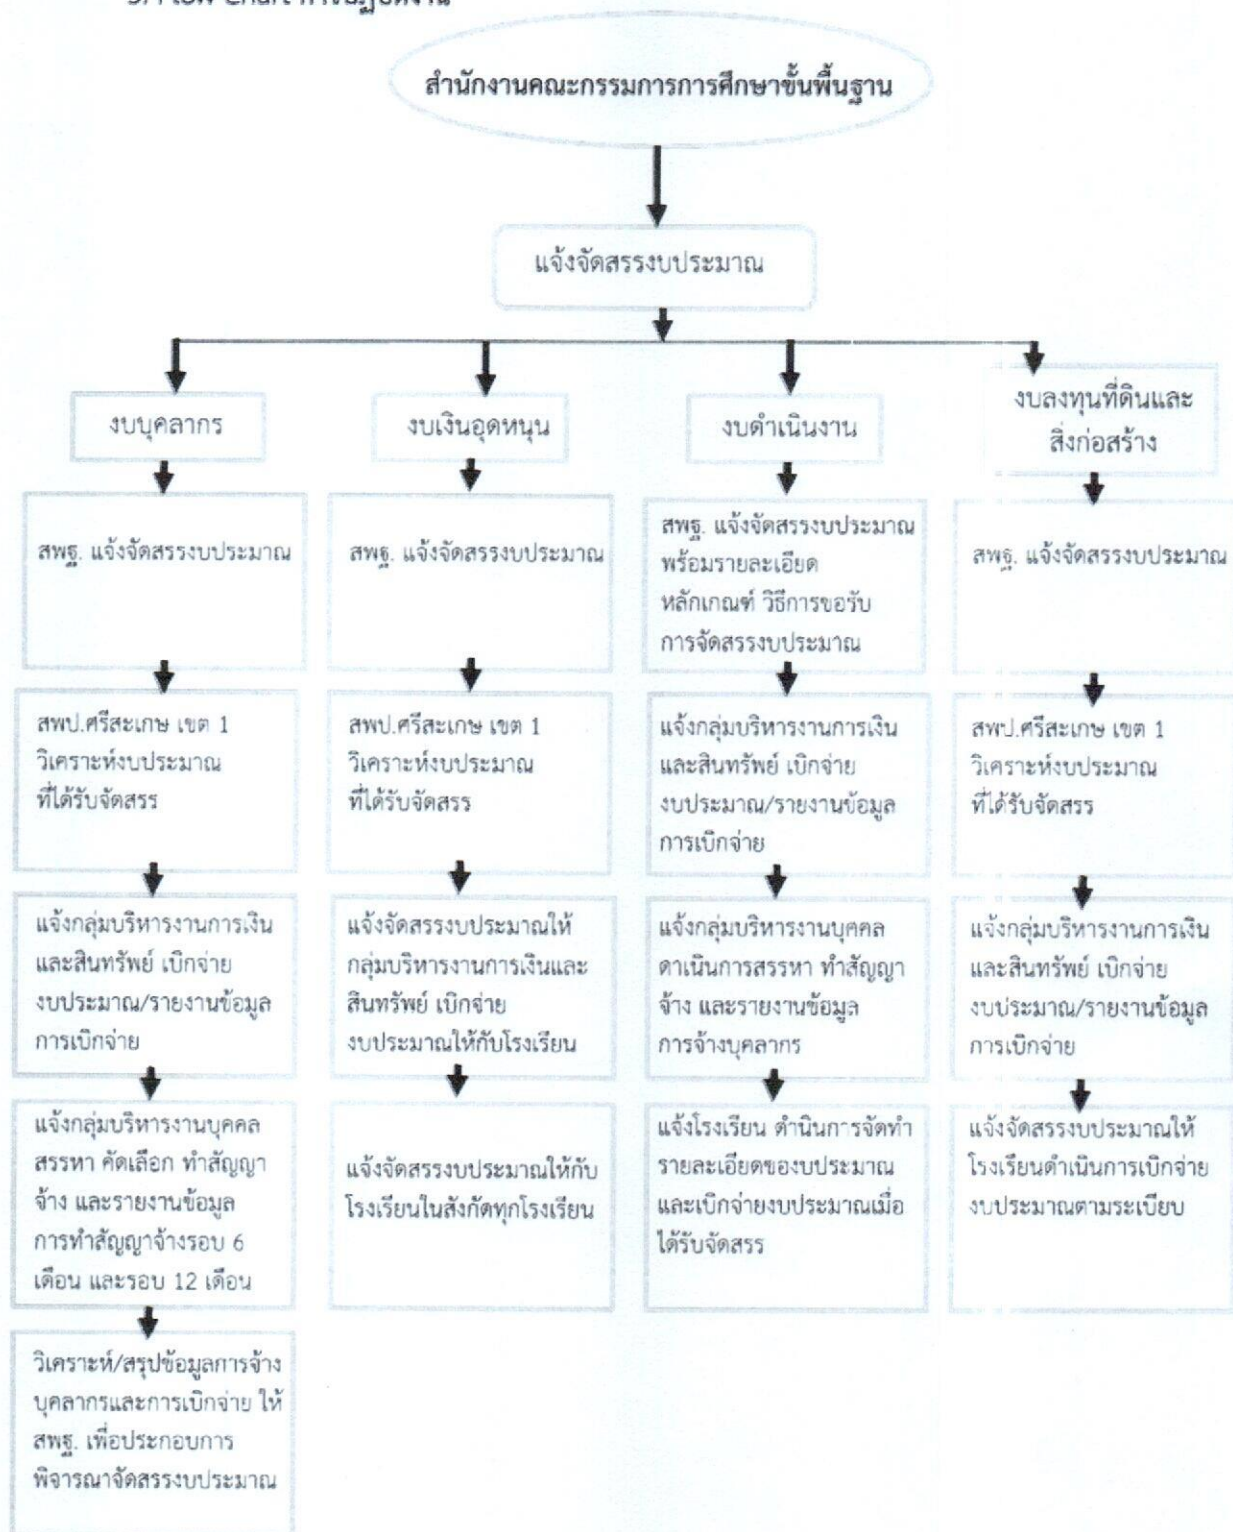 5. Flow Chart การปฏิบัติงาน
สำนักงานคณะกรรมการการศึกษาขั้นพื้นฐาน
แจ้งจัดสรรงบประมาณ
งบบุคลากร
สพฐ. แจ้งจัดสรรงบประมาณ
สพป.ศรีสะเกษ เขต 1
วิเคราะห์งบประมาณ
ที่ได้รับจัดสรร
แจ้งกลุ่มบริหารงานการเงิน
และสินทรัพย์ เบิกจ่าย
งบประมาณ/รายงานข้อมูล
การเบิกจ่าย
แจ้งกลุ่มบริหารงานบุคคล
สรรหา คัดเลือก ทำสัญญา
จ้าง และรายงานข้อมูล
การทำสัญญาจ้างรอบ 6
เดือน และรอบ 12 เดือน
วิเคราะห์/สรุปข้อมูลการจ้าง
บุคลากรและการเบิกจ่าย ให้
สพฐ. เพื่อประกอบการ
พิจารณาจัดสรรงบประมาณ
งบเงินอุดหนุน
สพฐ. แจ้งจัดสรรงบประมาณ
สพป.ศรีสะเกษ เขต 1
วิเคราะห์งบประมาณ
ที่ได้รับจัดสรร
แจ้งจัดสรรงบประมาณให้
กลุ่มบริหารงานการเงินและ
สินทรัพย์ เบิกจ่าย
งบประมาณให้กับโรงเรียน
แจ้งจัดสรรงบประมาณให้กับ
โรงเรียนในสังกัดทุกโรงเรียน
งบดำเนินงาน
สพฐ. แจ้งจัดสรรงบประมาณ
พร้อมรายละเอียด
หลักเกณฑ์ วิธีการขอรับ
การจัดสรรงบประมาณ
แจ้งกลุ่มบริหารงานการเงิน
และสินทรัพย์ เบิกจ่าย
งบประมาณ/รายงานข้อมูล
การเบิกจ่าย
แจ้งกลุ่มบริหารงานบุคคล
ดาเนินการสรรหา ทำสัญญา
จ้าง และรายงานข้อมูล
การจ้างบุคลากร
แจ้งโรงเรียน ดำนินการจัดทำ
รายละเอียดของบประมาณ
และเบิกจ่ายงบประมาณเมื่อ
ได้รับจัดสรร
งบลงทุนที่ดินและ
สิ่งก่อสร้าง
สพฐ. แจ้งจัดสรรงบประมาณ
สพป.ศรีสะเกษ เขต 1
วิเคราะห์งบประมาณ
ที่ได้รับจัดสรร
แจ้งกลุ่มบริหารงานการเงิน
และสินทรัพย์ เบิกจ่าย
งบประมาณ/รายงานข้อมูล
การเบิกจ่าย
แจ้งจัดสรรงบประมาณให้
โรงเรียนดำเนินการเบิกจ่าย
งบประมาณตามระเบียบ